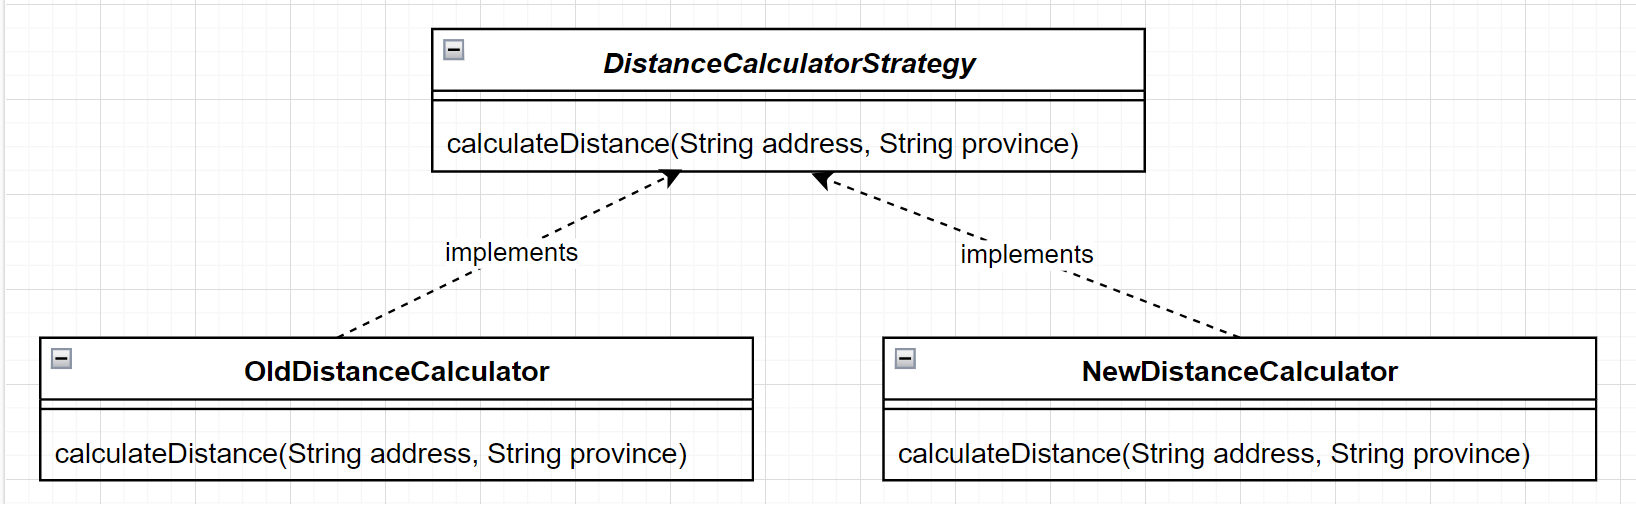 DistanceCalculatorStrategy
calculateDistance(String address, String province)
implements
implements
OldDistanceCalculator
calculateDistance(String address, String province)
NewDistanceCalculator
calculateDistance(String address, String province)